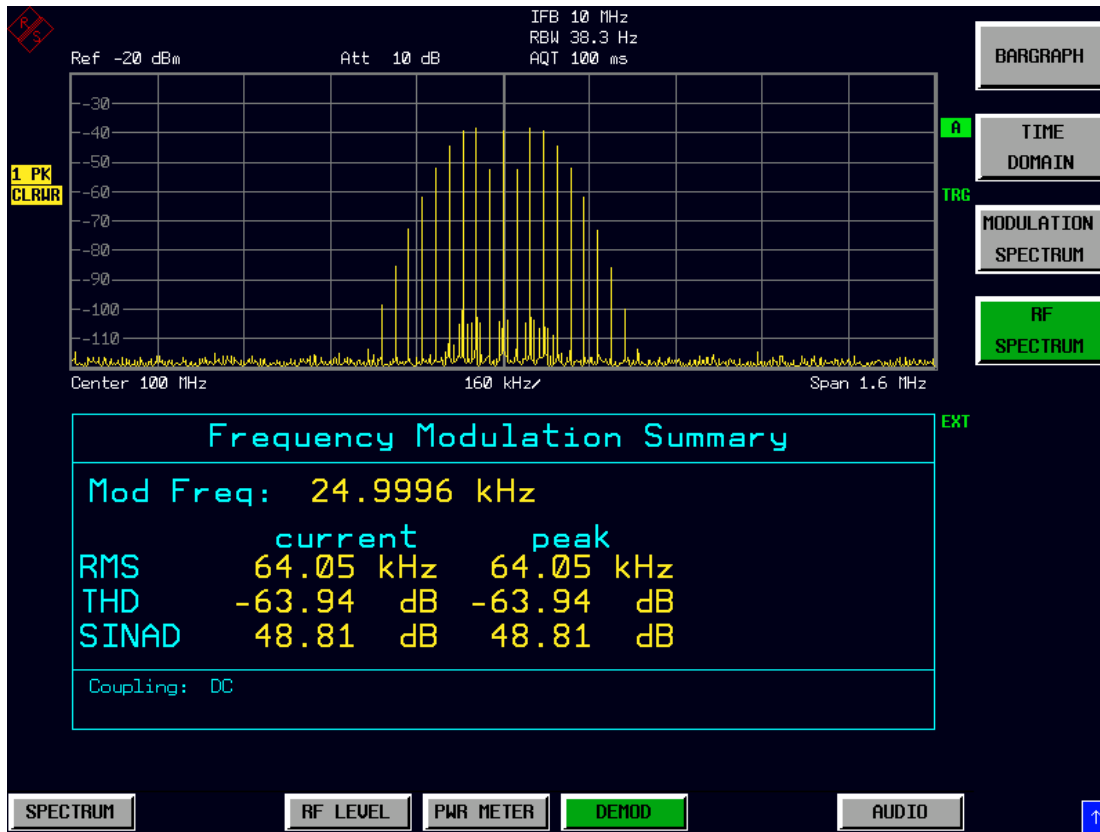 R/S
IFB 10 MHz
RBW 38.3 Hz
Ref -20 dBm Att 10 dB AQT 100 ms
BARGRAPH
-30
-40
A
TIME
DOMAIN
-50
1 PK
CLRWR
-60
TRG
-70
MODULATION
SPECTRUM
-80
-90
-100
RF
SPECTRUM
-110
Center 100 MHz 160 kHz/ Span 1.6 MHz
EXT
Frequency Modulation Summary
Mod Freq: 24.9996 kHz
current peak
RMS 64.05 kHz 64.05 kHz
THD -63.94 dB -63.94 dB
SINAD 48.81 dB 48.81 dB
Coupling: DC
SPECTRUM RF LEVEL PWR METER DEMOD AUDIO ↑